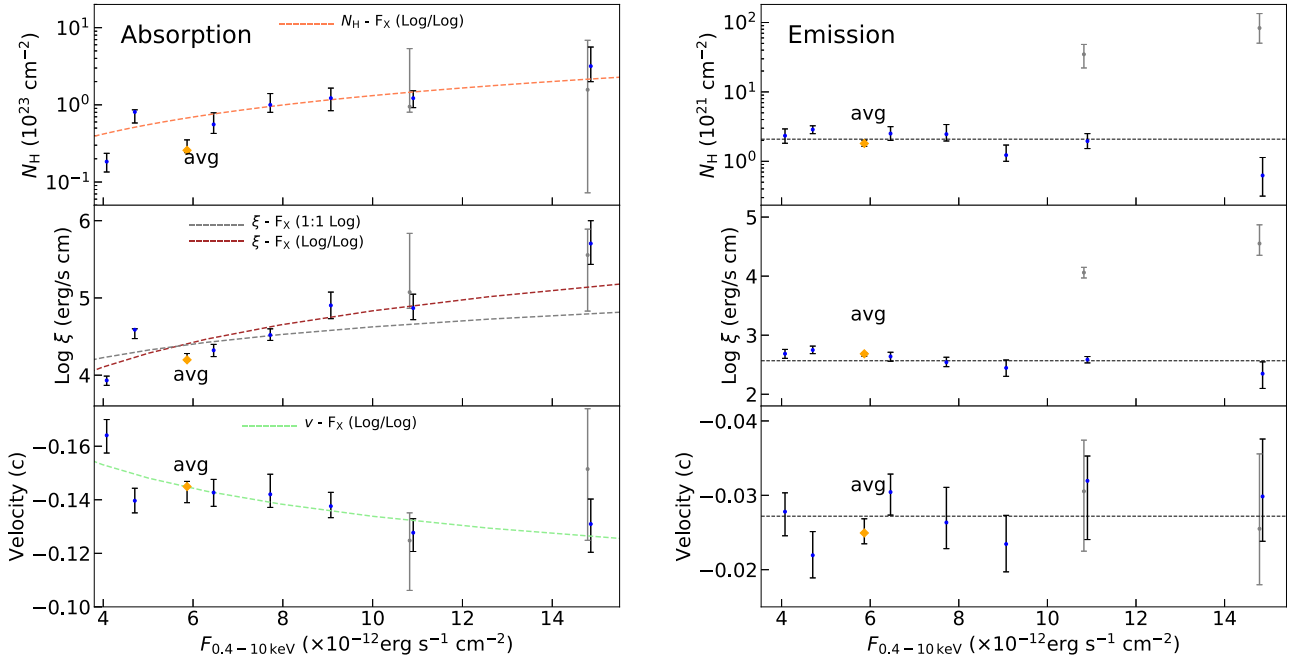 Absorption
N_H - F_X (Log/Log)
N_H (10^23 cm^−2)
10^1
10^0
10^−1
avg
ξ - F_X (1:1 Log)
ξ - F_X (Log/Log)
Log ξ (erg/s cm)
6
5
4
avg
v - F_X (Log/Log)
Velocity (c)
−0.16
−0.14
−0.12
−0.10
avg
4 6 8 10 12 14
F_0.4−10 keV (×10^−12 erg s^−1 cm^−2)
Emission
N_H (10^21 cm^−2)
10^2
10^1
10^0
avg
Log ξ (erg/s cm)
5
4
3
2
avg
Velocity (c)
−0.04
−0.03
−0.02
avg
4 6 8 10 12 14
F_0.4−10 keV (×10^−12 erg s^−1 cm^−2)